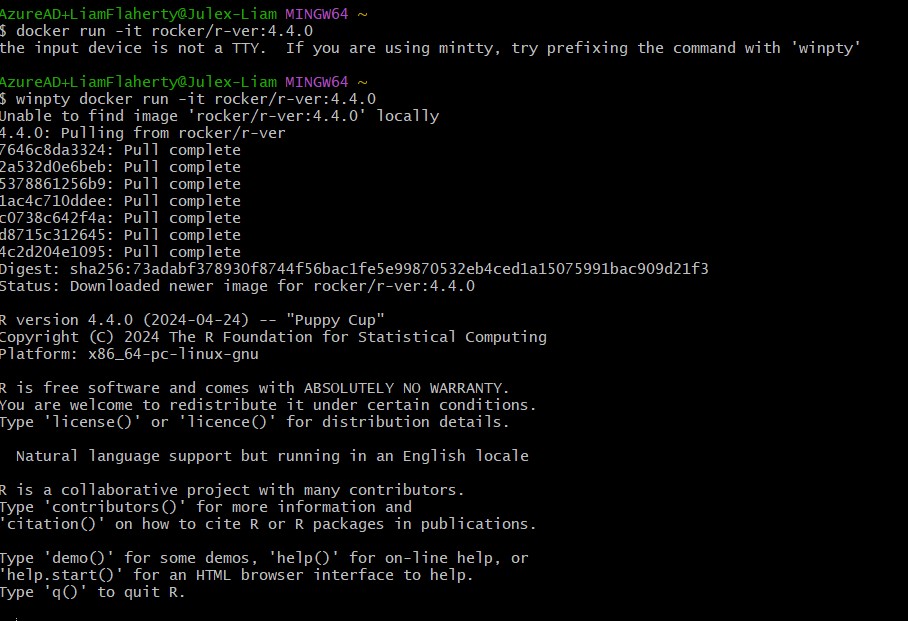 AzureAD+LiamFlaherty@Julex-Liam MINGW64 ~
$ docker run -it rocker/r-ver:4.4.0
the input device is not a TTY.  If you are using mintty, try prefixing the command with 'winpty'
AzureAD+LiamFlaherty@Julex-Liam MINGW64 ~
$ winpty docker run -it rocker/r-ver:4.4.0
Unable to find image 'rocker/r-ver:4.4.0' locally
4.4.0: Pulling from rocker/r-ver
7646c8da3324: Pull complete
2a532d0e6beb: Pull complete
5378861256b9: Pull complete
1ac4c710ddee: Pull complete
c0738c642f4a: Pull complete
d8715c312645: Pull complete
4c2d204e1095: Pull complete
Digest: sha256:73adabf378930f8744f56bac1fe5e99870532eb4ced1a15075991bac909d21f3
Status: Downloaded newer image for rocker/r-ver:4.4.0
R version 4.4.0 (2024-04-24) -- "Puppy Cup"
Copyright (C) 2024 The R Foundation for Statistical Computing
Platform: x86_64-pc-linux-gnu
R is free software and comes with ABSOLUTELY NO WARRANTY.
You are welcome to redistribute it under certain conditions.
Type 'license()' or 'licence()' for distribution details.
  Natural language support but running in an English locale
R is a collaborative project with many contributors.
Type 'contributors()' for more information and
'citation()' on how to cite R or R packages in publications.
Type 'demo()' for some demos, 'help()' for on-line help, or
'help.start()' for an HTML browser interface to help.
Type 'q()' to quit R.